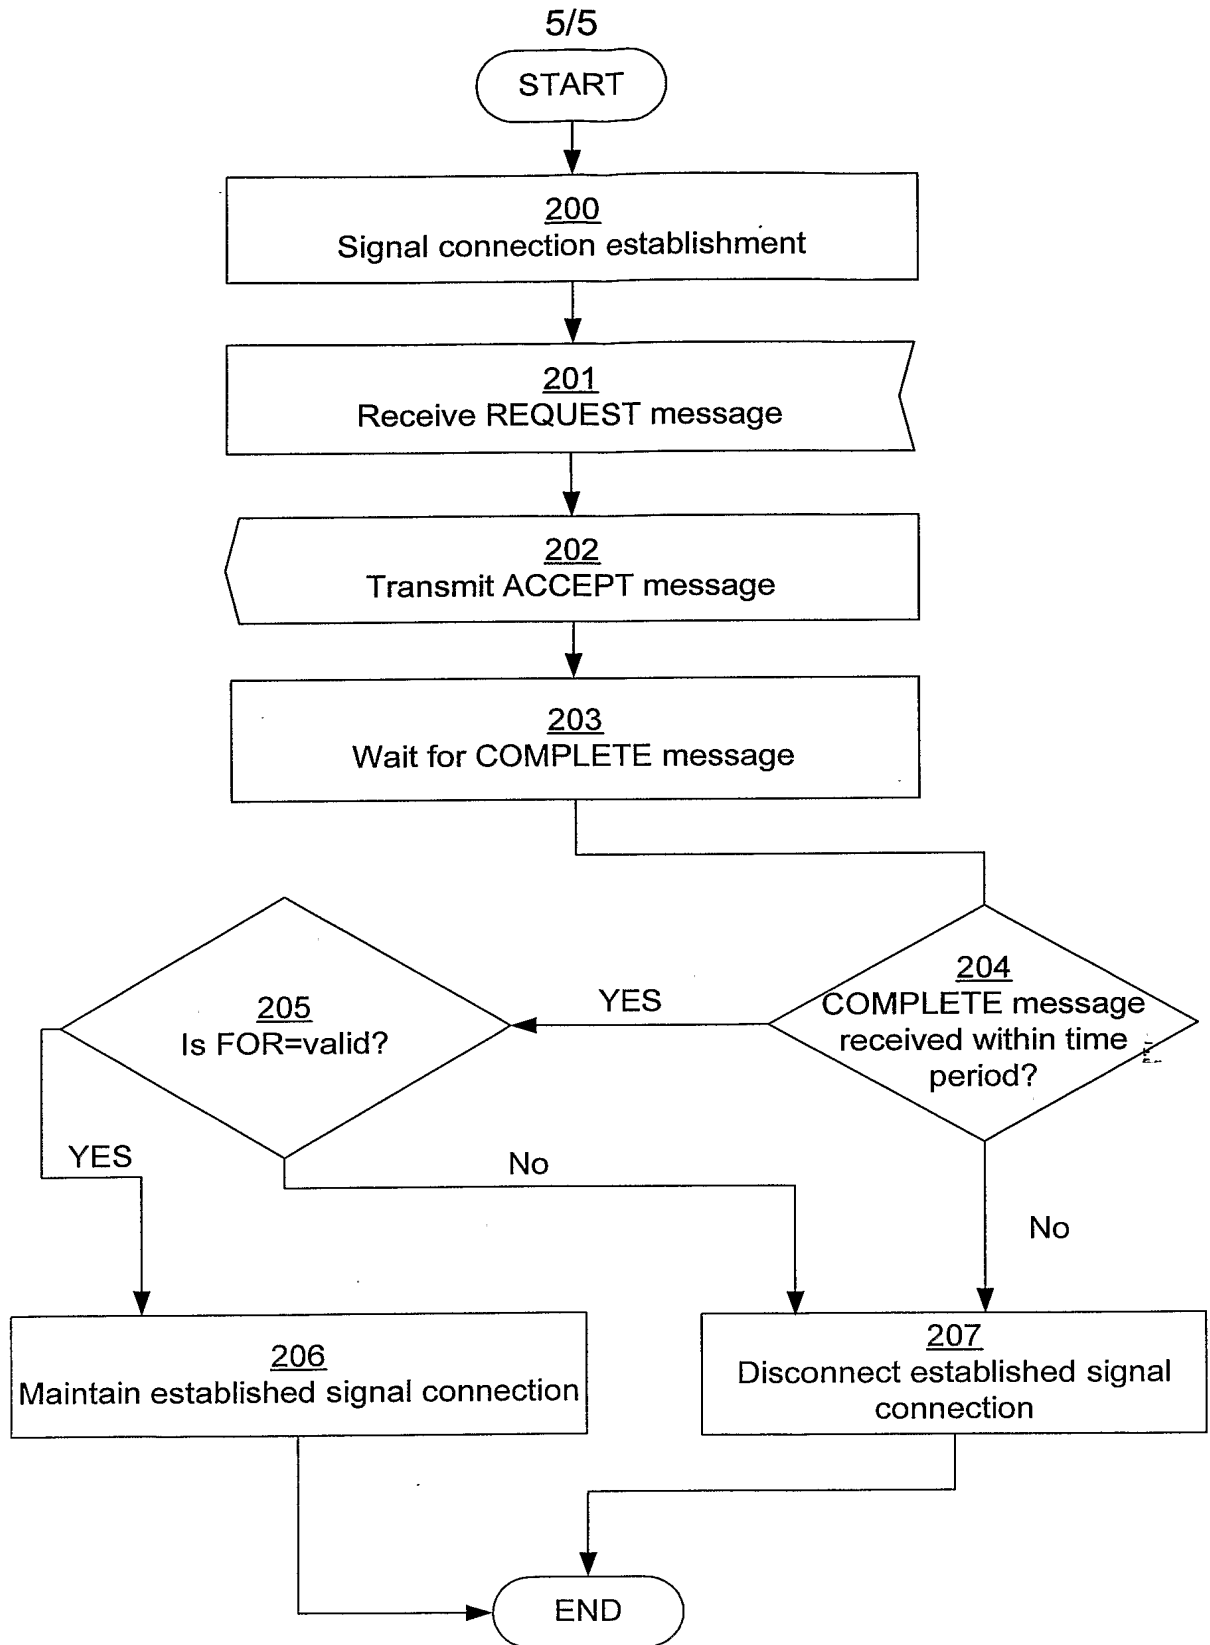 5/5
START
200
Signal connection establishment
201
Receive REQUEST message
202
Transmit ACCEPT message
203
Wait for COMPLETE message
204
COMPLETE message
received within time
period?
YES
205
Is FOR=valid?
YES
No
No
206
Maintain established signal connection
207
Disconnect established signal
connection
END